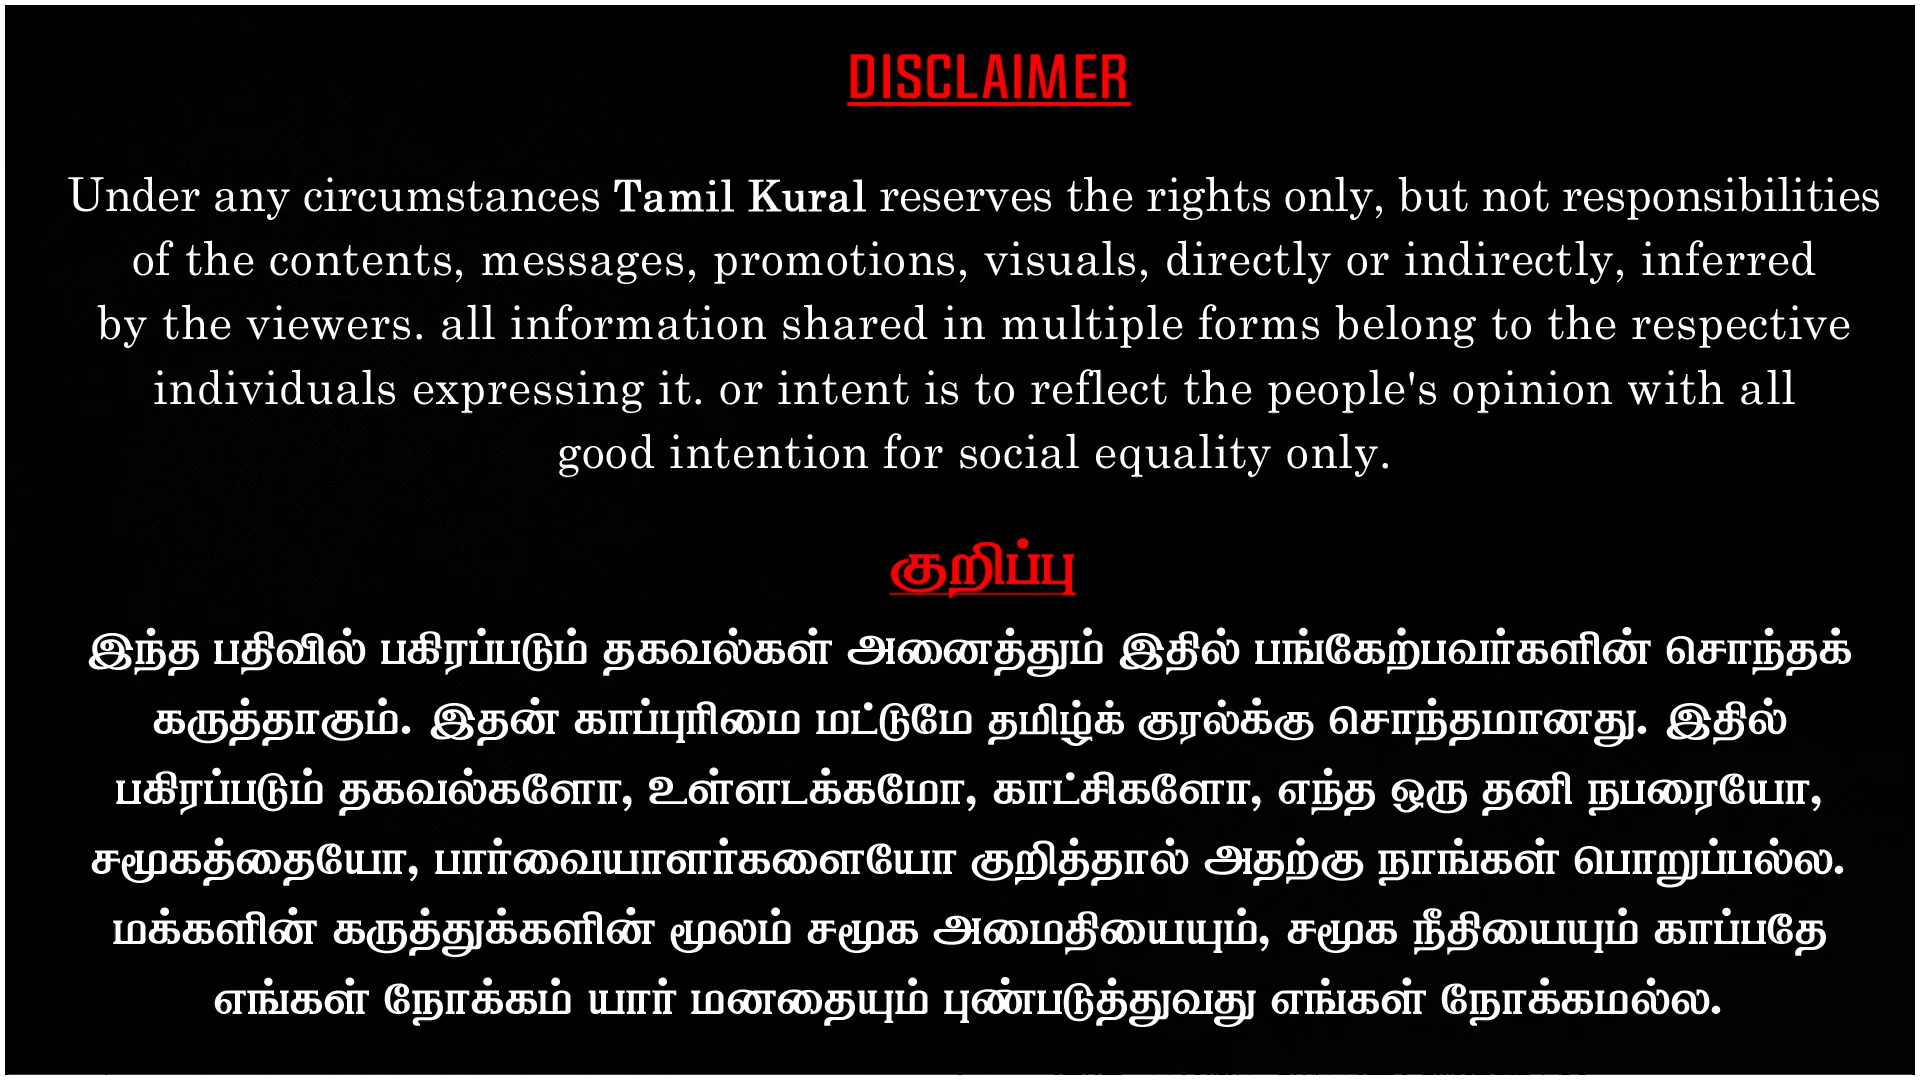 DISCLAIMER
Under any circumstances Tamil Kural reserves the rights only, but not responsibilities
of the contents, messages, promotions, visuals, directly or indirectly, inferred
by the viewers. all information shared in multiple forms belong to the respective
individuals expressing it. or intent is to reflect the people's opinion with all
good intention for social equality only.
குறிப்பு
இந்த பதிவில் பகிரப்படும் தகவல்கள் அனைத்தும் இதில் பங்கேற்பவர்களின் சொந்தக்
கருத்தாகும். இதன் காப்புரிமை மட்டுமே தமிழ்க் குரல்க்கு சொந்தமானது. இதில்
பகிரப்படும் தகவல்களோ, உள்ளடக்கமோ, காட்சிகளோ, எந்த ஒரு தனி நபரையோ,
சமூகத்தையோ, பார்வையாளர்களையோ குறித்தால் அதற்கு நாங்கள் பொறுப்பல்ல.
மக்களின் கருத்துக்களின் மூலம் சமூக அமைதியையும், சமூக நீதியையும் காப்பதே
எங்கள் நோக்கம் யார் மனதையும் புண்படுத்துவது எங்கள் நோக்கமல்ல.